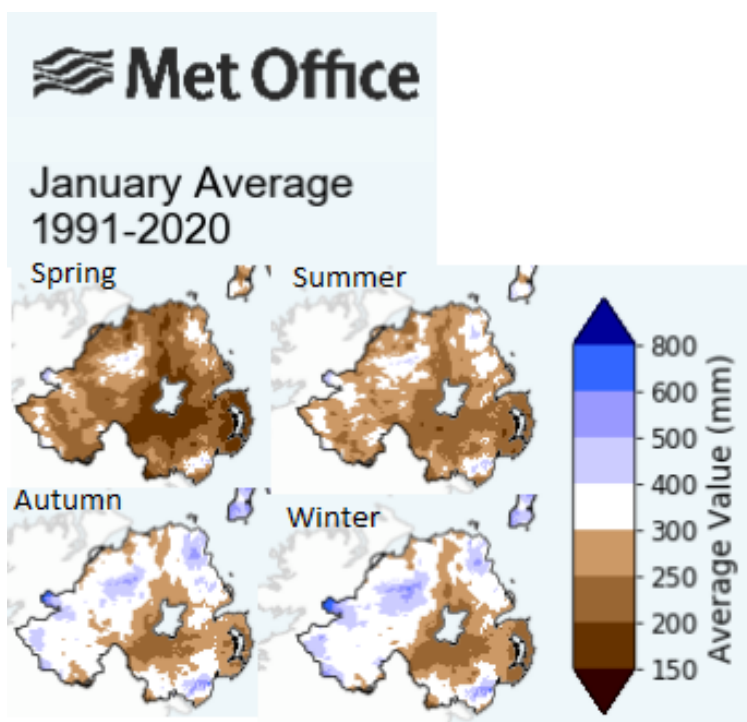 Met Office
January Average
1991-2020
Spring
Summer
Autumn
Winter
800
600
500
400
300
250
200
150
Average Value (mm)